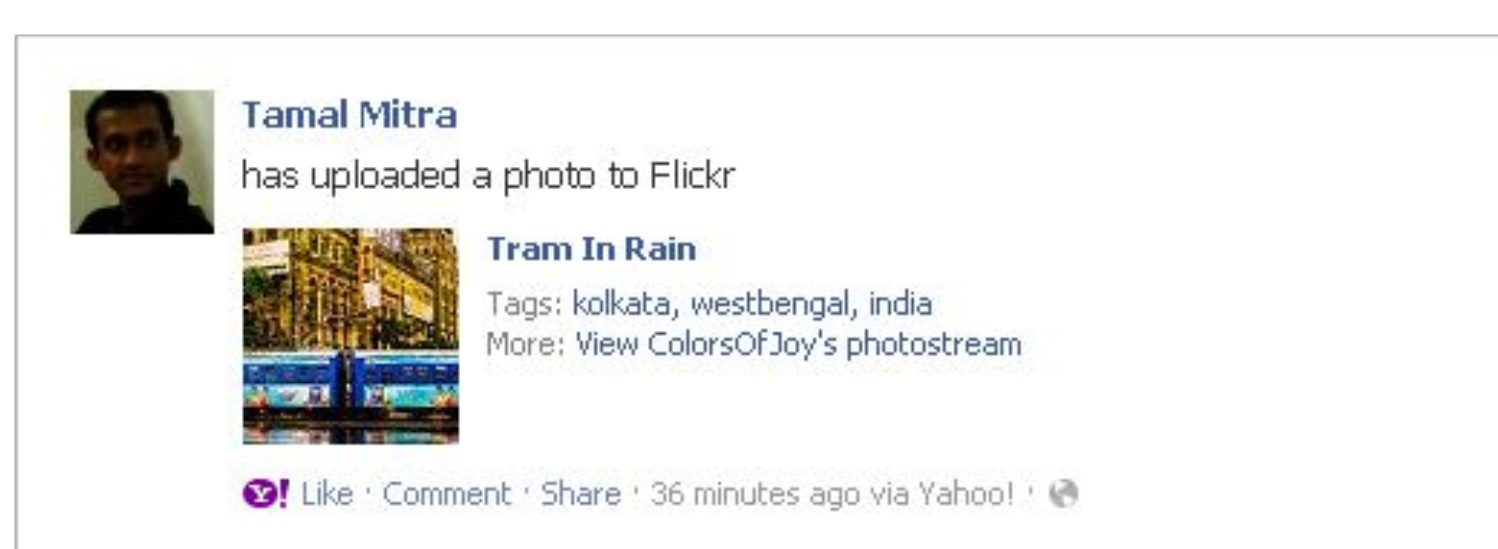 Tamal Mitra
has uploaded a photo to Flickr
Tram In Rain
Tags: kolkata, westbengal, india
More: View ColorsOfJoy's photostream
Y! Like · Comment · Share · 36 minutes ago via Yahoo! ·